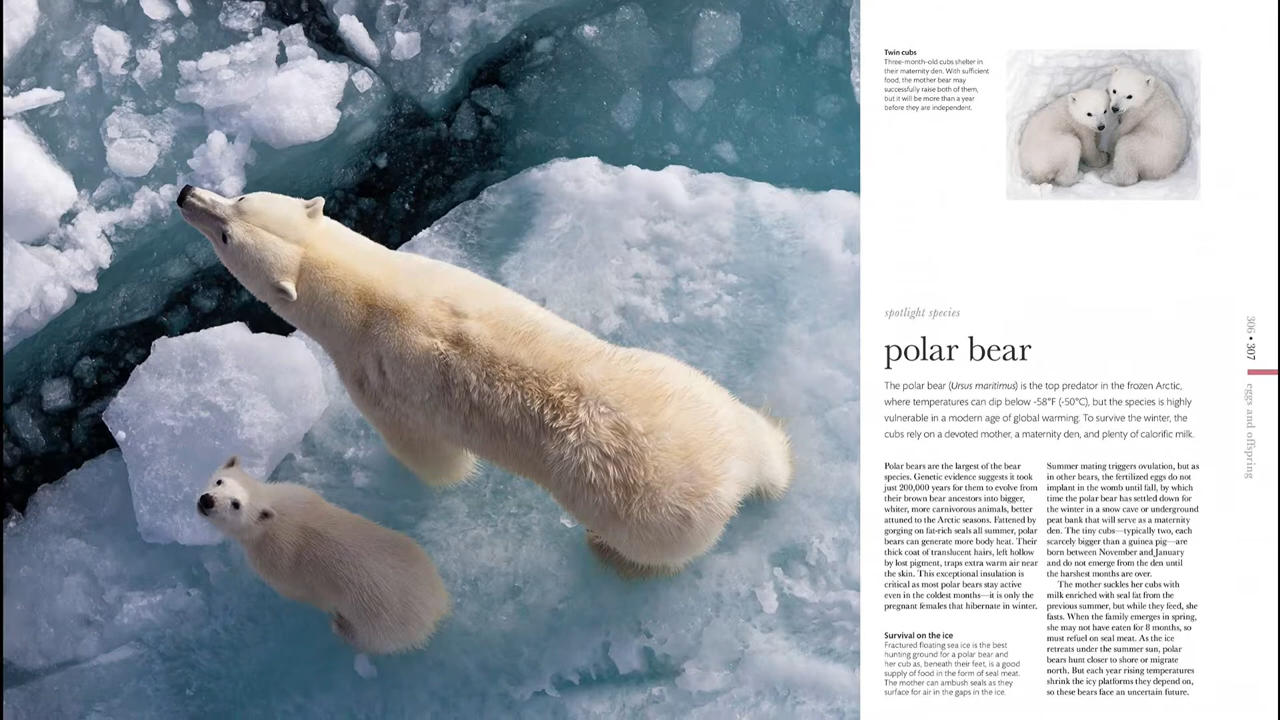 Twin cubs
Three-month-old cubs shelter in
their maternity den. With sufficient
food, the mother bear may
successfully raise both of them,
but it will be more than a year
before they are independent.
spotlight species
polar bear
The polar bear (Ursus maritimus) is the top predator in the frozen Arctic,
where temperatures can dip below -58°F (-50°C), but the species is highly
vulnerable in a modern age of global warming. To survive the winter, the
cubs rely on a devoted mother, a maternity den, and plenty of calorific milk.
Polar bears are the largest of the bear
species. Genetic evidence suggests it took
just 200,000 years for them to evolve from
their brown bear ancestors into bigger,
whiter, more carnivorous animals, better
attuned to the Arctic seasons. Fattened by
gorging on fat-rich seals all summer, polar
bears can generate more body heat. Their
thick coat of translucent hairs, left hollow
by lost pigment, traps extra warm air near
the skin. This exceptional insulation is
critical as most polar bears stay active
even in the coldest months—it is only the
pregnant females that hibernate in winter.
Survival on the ice
Fractured floating sea ice is the best
hunting ground for a polar bear and
her cub as, beneath their feet, is a good
supply of food in the form of seal meat.
The mother can ambush seals as they
surface for air in the gaps in the ice.
Summer mating triggers ovulation, but as
in other bears, the fertilized eggs do not
implant in the womb until fall, by which
time the polar bear has settled down for
the winter in a snow cave or underground
peat bank that will serve as a maternity
den. The tiny cubs—typically two, each
scarcely bigger than a guinea pig—are
born between November and January
and do not emerge from the den until
the harshest months are over.
The mother suckles her cubs with
milk enriched with seal fat from the
previous summer, but while they feed, she
fasts. When the family emerges in spring,
she may not have eaten for 8 months, so
must refuel on seal meat. As the ice
retreats under the summer sun, polar
bears hunt closer to shore or migrate
north. But each year rising temperatures
shrink the icy platforms they depend on,
so these bears face an uncertain future.
306 • 307
eggs and offspring